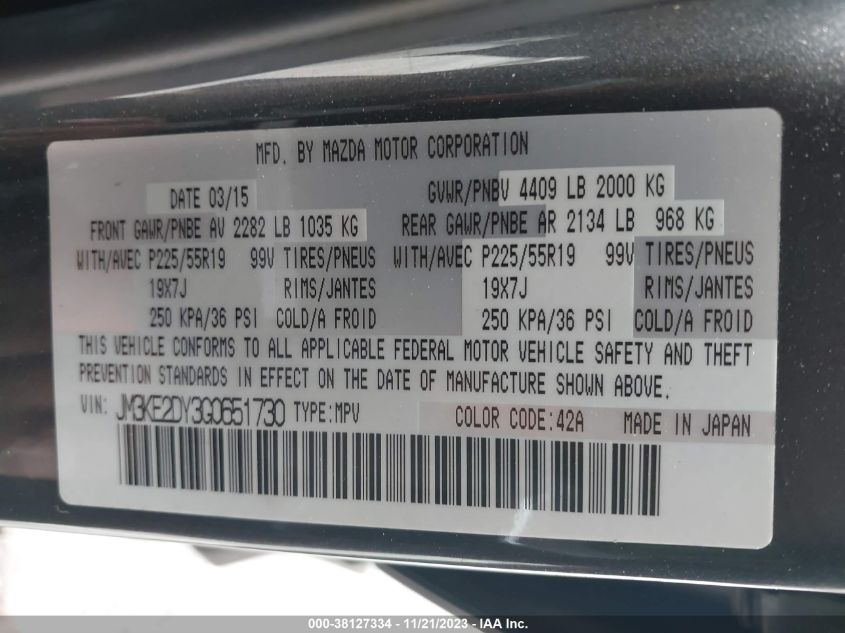 MFD. BY MAZDA MOTOR CORPORATION
DATE 03/15 GVWR/PNBV 4409 LB 2000 KG
FRONT GAWR/PNBE AV 2282 LB 1035 KG REAR GAWR/PNBE AR 2134 LB 968 KG
WITH/AVEC P225/55R19 99V TIRES/PNEUS WITH/AVEC P225/55R19 99V TIRES/PNEUS
19X7J RIMS/JANTES 19X7J RIMS/JANTES
250 KPA/36 PSI COLD/A FROID 250 KPA/36 PSI COLD/A FROID
THIS VEHICLE CONFORMS TO ALL APPLICABLE FEDERAL MOTOR VEHICLE SAFETY AND THEFT
PREVENTION STANDARDS IN EFFECT ON THE DATE OF MANUFACTURE SHOWN ABOVE.
VIN: JM3KE2DY3G0651730 TYPE:MPV COLOR CODE:42A MADE IN JAPAN
000-38127334 - 11/21/2023 - IAA Inc.